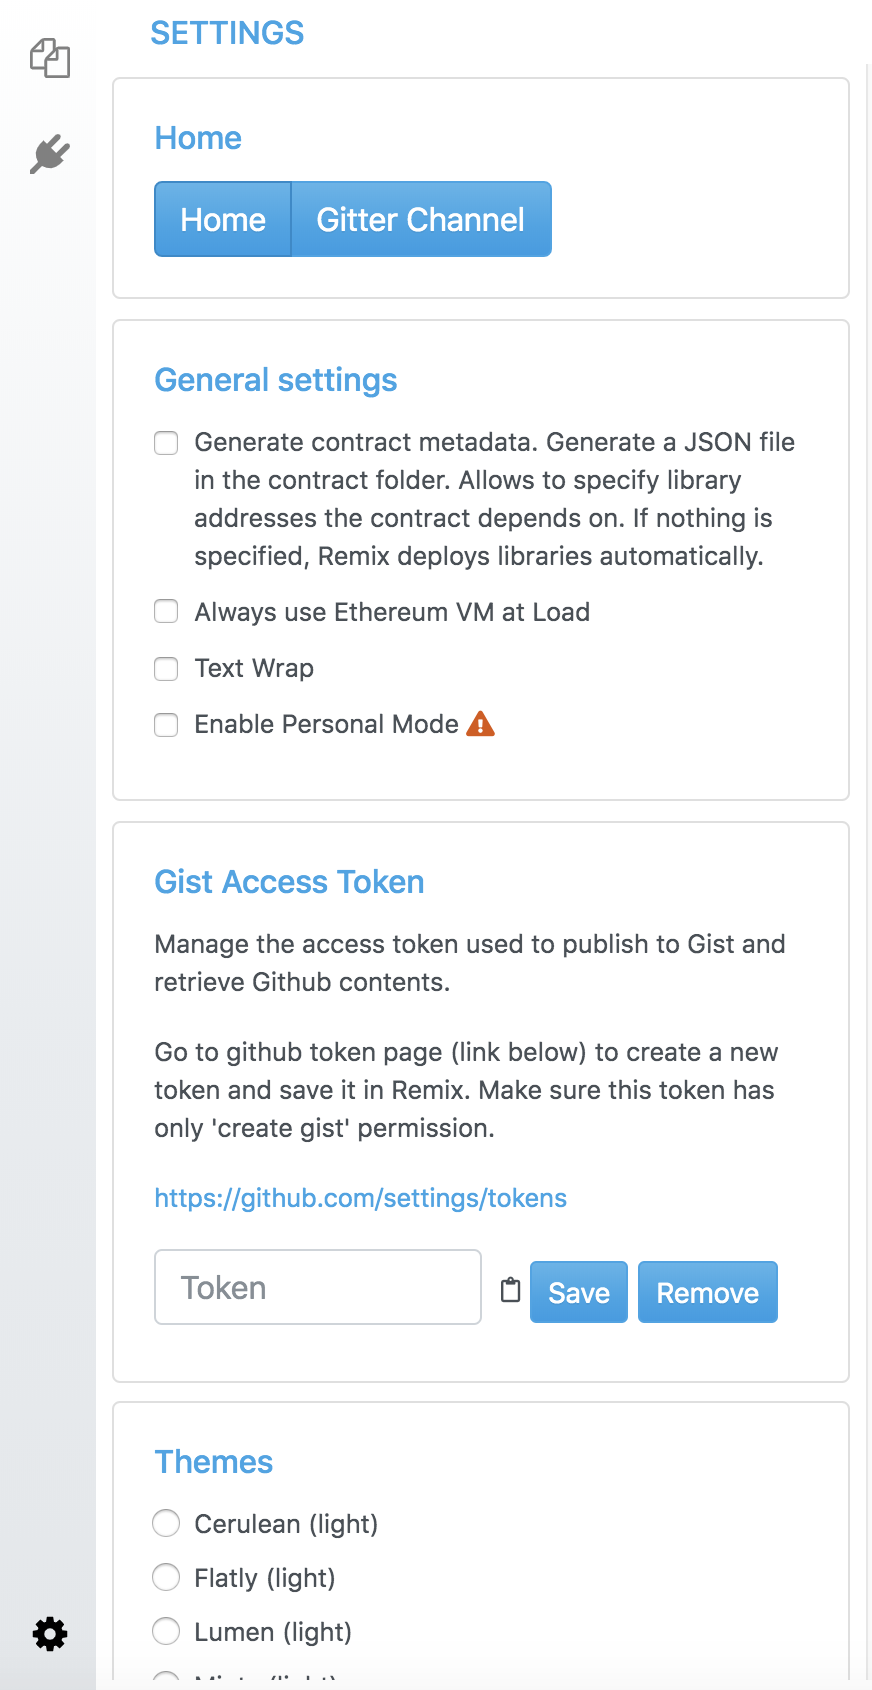 SETTINGS
Home
Home
Gitter Channel
General settings
Generate contract metadata. Generate a JSON file
in the contract folder. Allows to specify library
addresses the contract depends on. If nothing is
specified, Remix deploys libraries automatically.
Always use Ethereum VM at Load
Text Wrap
Enable Personal Mode
Gist Access Token
Manage the access token used to publish to Gist and
retrieve Github contents.
Go to github token page (link below) to create a new
token and save it in Remix. Make sure this token has
only 'create gist' permission.
https://github.com/settings/tokens
Token
Save
Remove
Themes
Cerulean (light)
Flatly (light)
Lumen (light)